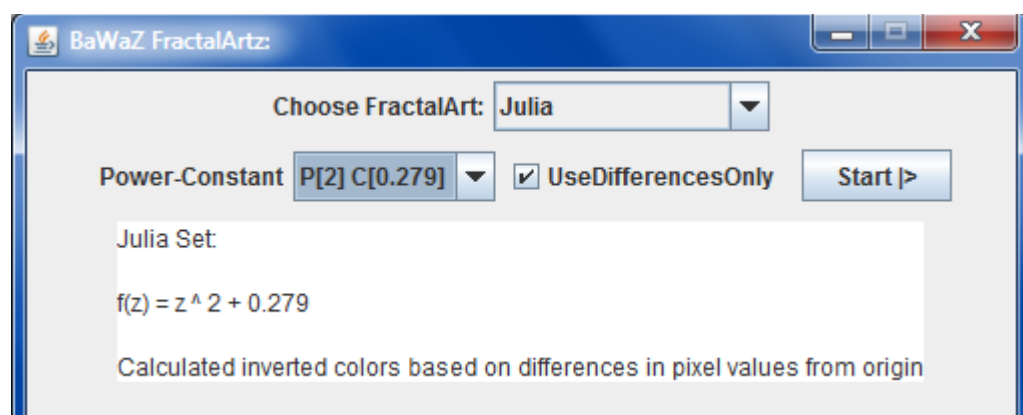 BaWaZ FractalArtz:
Choose FractalArt: Julia
Power-Constant P[2] C[0.279] UseDifferencesOnly Start |>
Julia Set:
f(z) = z ^ 2 + 0.279
Calculated inverted colors based on differences in pixel values from origin